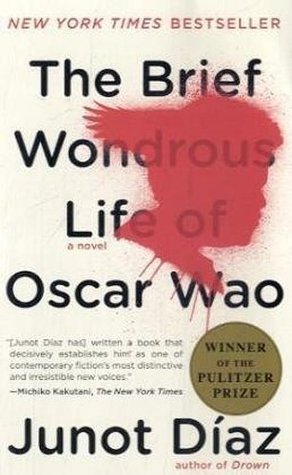 NEW YORK TIMES BESTSELLER
The Brief
Wondrous
Life of
a novel
Oscar Wao
"[Junot Díaz has] written a book that
decisively establishes him as one of
contemporary fiction's most distinctive
and irresistible new voices."
—Michiko Kakutani, The New York Times
WINNER
OF THE
PULITZER
PRIZE
Junot Díaz
author of Drown